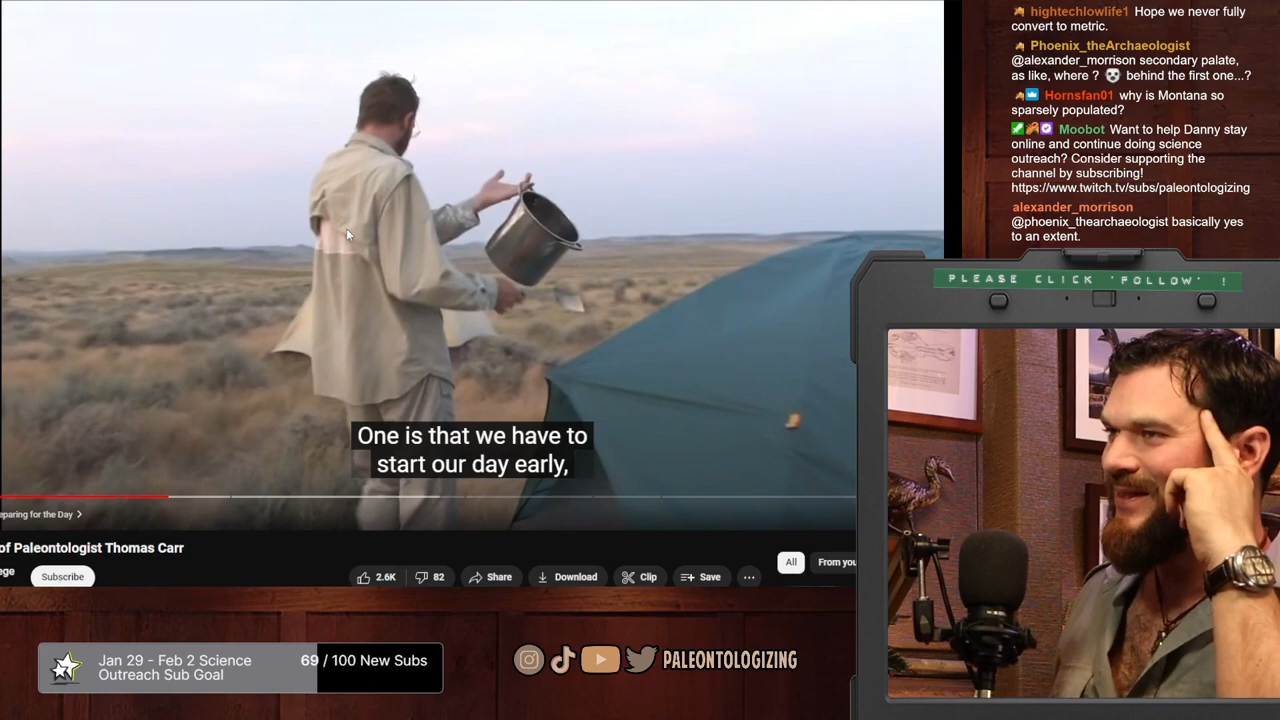 hightechlowlife1 Hope we never fully
convert to metric.
Phoenix_theArchaeologist
@alexander_morrison secondary palate,
as like, where ? behind the first one...?
Hornsfan01 why is Montana so
sparsely populated?
Moobot Want to help Danny stay
online and continue doing science
outreach? Consider supporting the
channel by subscribing!
https://www.twitch.tv/subs/paleontologizing
alexander_morrison
@phoenix_thearchaeologist basically yes
to an extent.
PLEASE CLICK 'FOLLOW' !
One is that we have to
start our day early,
eparing for the Day >
of Paleontologist Thomas Carr
ege
Subscribe
2.6K
82
Share
Download
Clip
Save
...
All
From you
Jan 29 - Feb 2 Science
Outreach Sub Goal
69 / 100 New Subs
PALEONTOLOGIZING